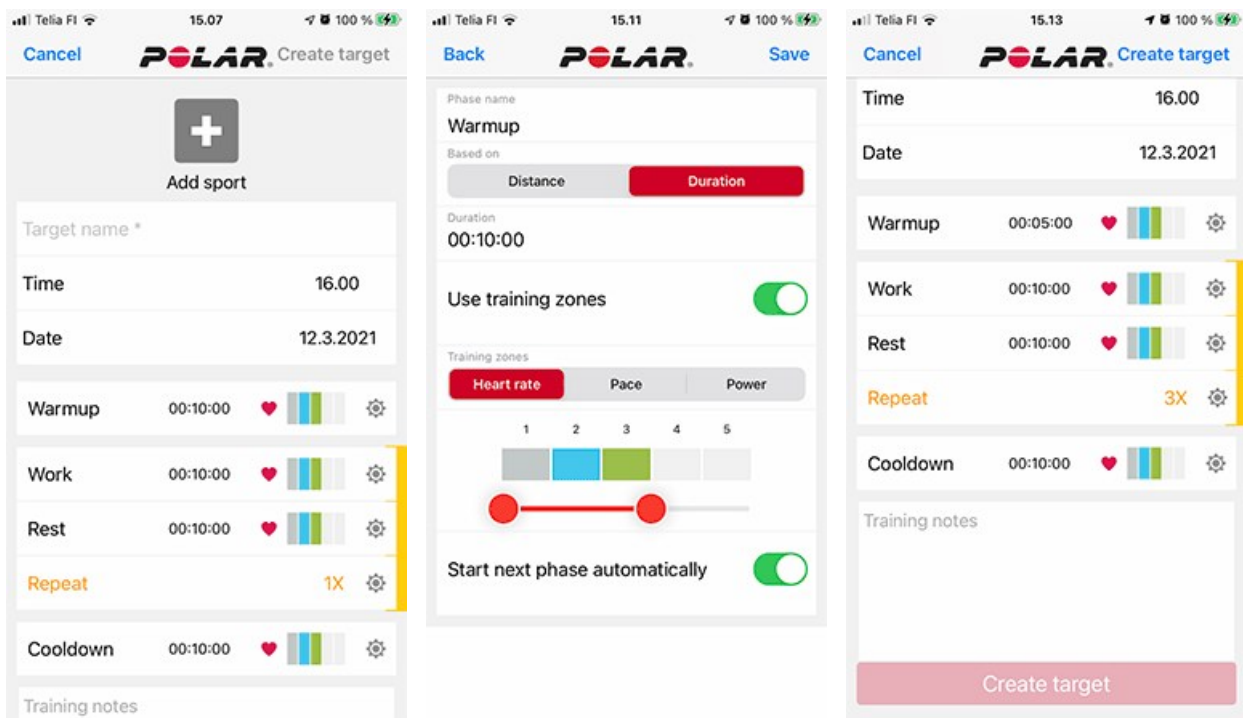 Telia FI 15.07 100 %
Cancel POLAR. Create target
Add sport
Target name *
Time 16.00
Date 12.3.2021
Warmup 00:10:00
Work 00:10:00
Rest 00:10:00
Repeat 1X
Cooldown 00:10:00
Training notes
Telia FI 15.11 100 %
Back POLAR. Save
Phase name
Warmup
Based on
Distance Duration
Duration
00:10:00
Use training zones
Training zones
Heart rate Pace Power
1 2 3 4 5
Start next phase automatically
Telia FI 15.13 100 %
Cancel POLAR. Create target
Time 16.00
Date 12.3.2021
Warmup 00:05:00
Work 00:10:00
Rest 00:10:00
Repeat 3X
Cooldown 00:10:00
Training notes
Create target